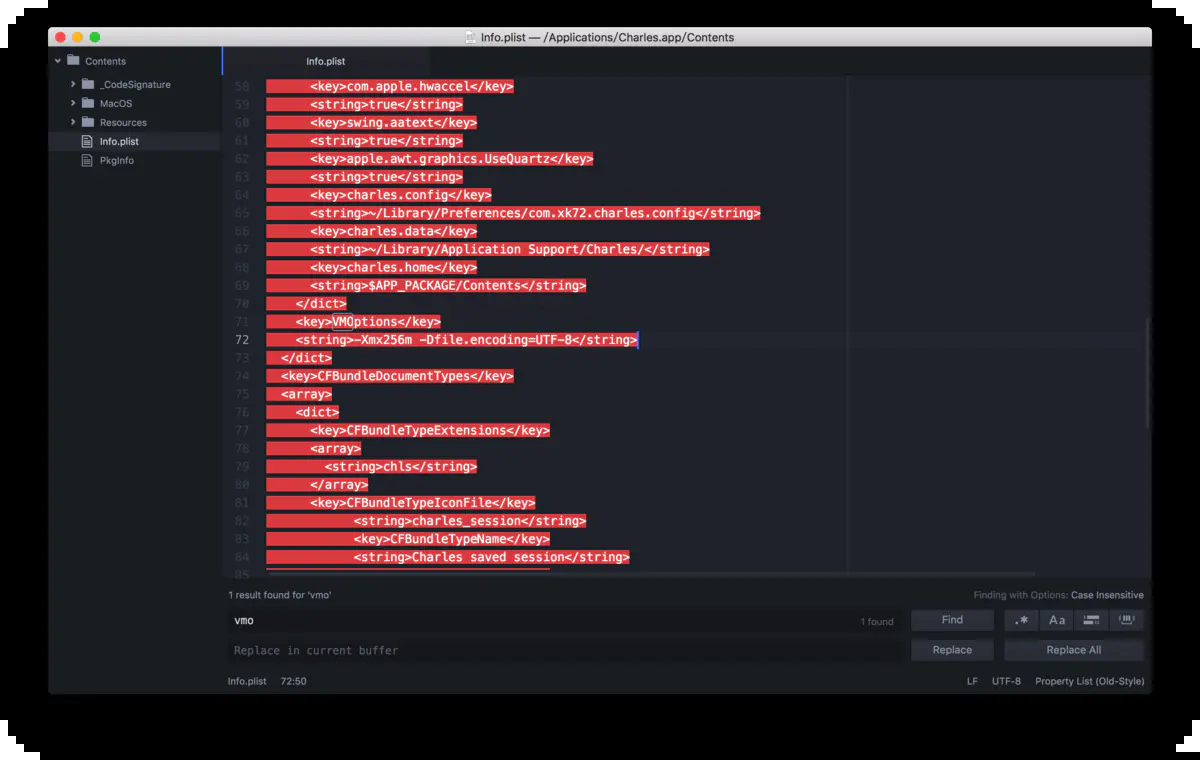 Info.plist — /Applications/Charles.app/Contents
Contents
_CodeSignature
MacOS
Resources
Info.plist
PkgInfo
Info.plist
58 <key>com.apple.hwaccel</key>
59 <string>true</string>
60 <key>swing.aatext</key>
61 <string>true</string>
62 <key>apple.awt.graphics.UseQuartz</key>
63 <string>true</string>
64 <key>charles.config</key>
65 <string>~/Library/Preferences/com.xk72.charles.config</string>
66 <key>charles.data</key>
67 <string>~/Library/Application Support/Charles/</string>
68 <key>charles.home</key>
69 <string>$APP_PACKAGE/Contents</string>
70 </dict>
71 <key>VMOptions</key>
72 <string>-Xmx256m -Dfile.encoding=UTF-8</string>
73 </dict>
74 <key>CFBundleDocumentTypes</key>
75 <array>
76 <dict>
77 <key>CFBundleTypeExtensions</key>
78 <array>
79 <string>chls</string>
80 </array>
81 <key>CFBundleTypeIconFile</key>
82 <string>charles_session</string>
83 <key>CFBundleTypeName</key>
84 <string>Charles saved session</string>
85
1 result found for 'vmo' Finding with Options: Case Insensitive
vmo 1 found Find .* Aa
Replace in current buffer Replace Replace All
Info.plist 72:50 LF UTF-8 Property List (Old-Style)